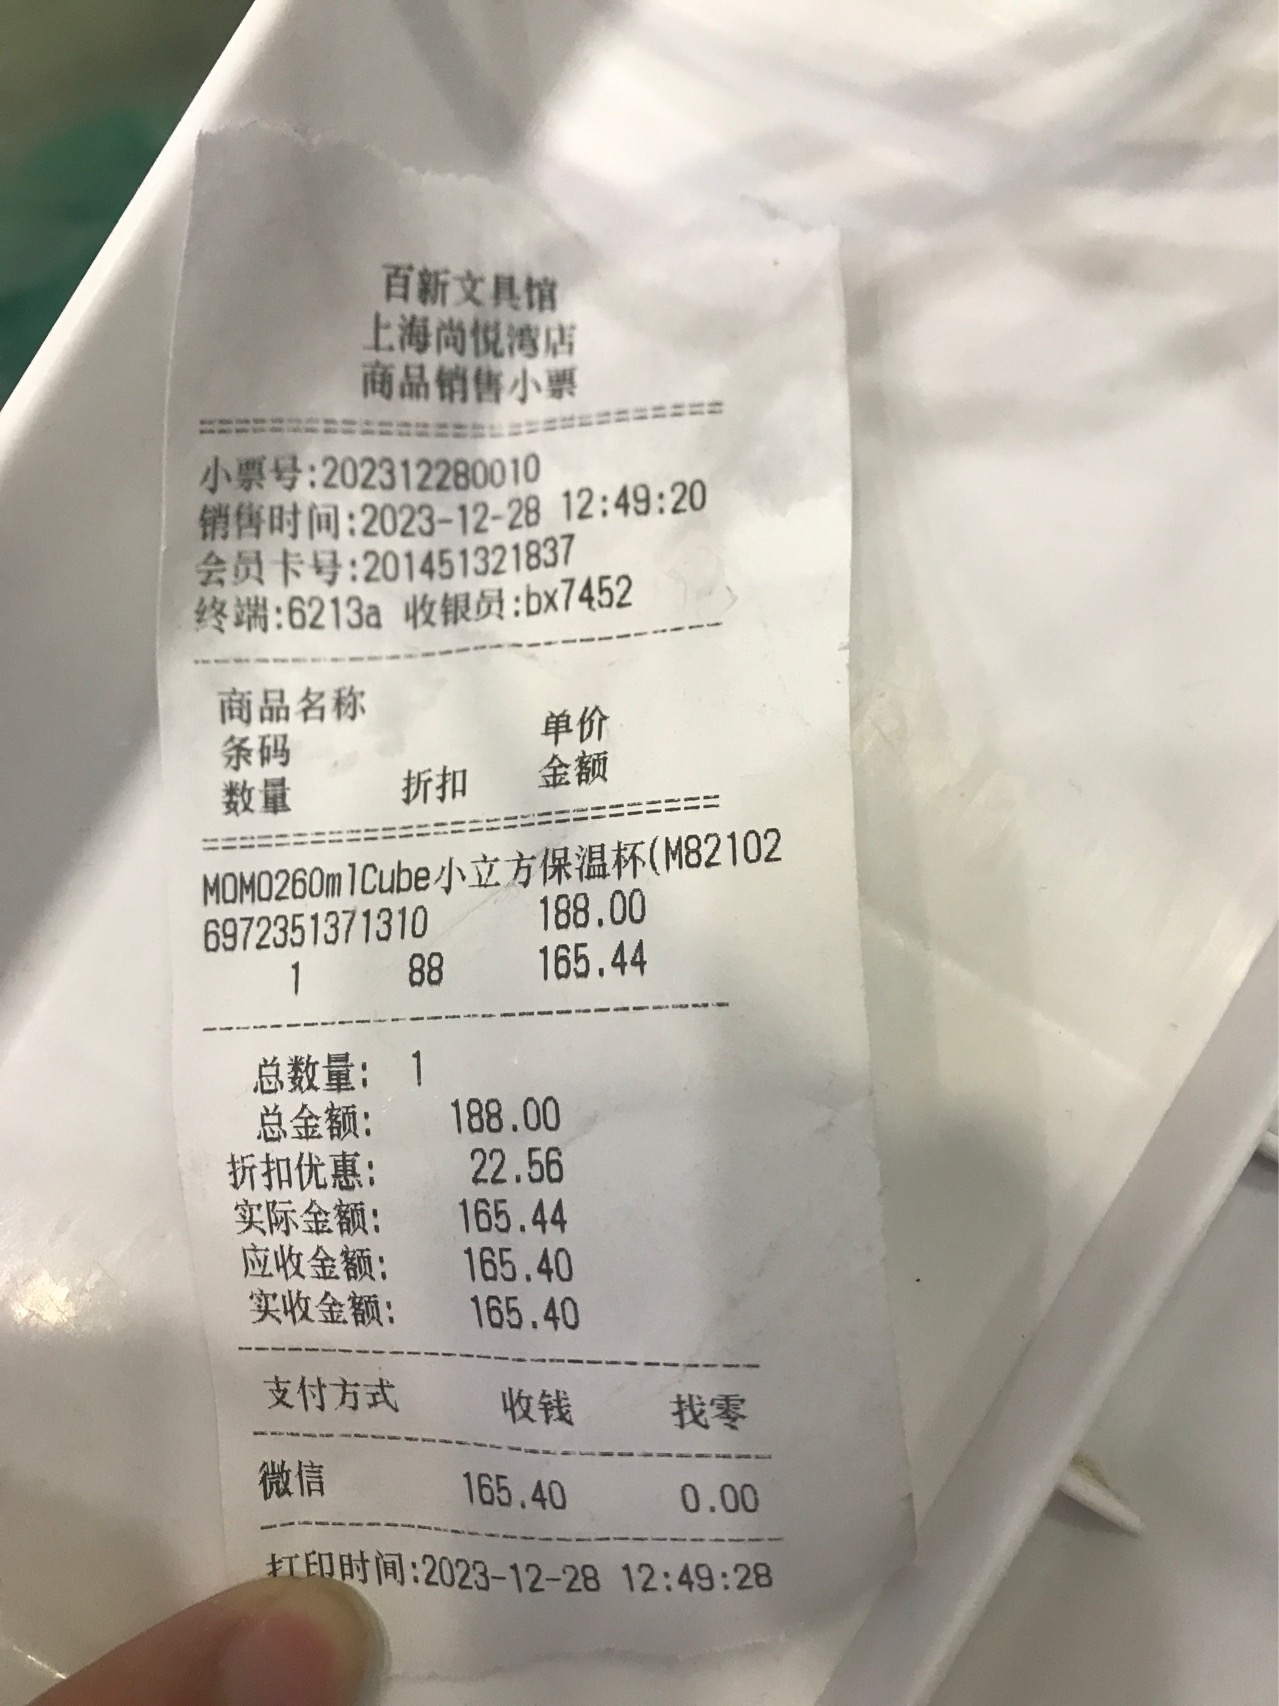 百新文具馆
上海尚悦湾店
商品销售小票
===========================
小票号:202312280010
销售时间:2023-12-28 12:49:20
会员卡号:201451321837
终端:6213a 收银员:bx7452
商品名称
条码 单价
数量 折扣 金额
===========================
MOMO260mlCube小立方保温杯(M82102
6972351371310 188.00
1 88 165.44
总数量: 1
总金额: 188.00
折扣优惠: 22.56
实际金额: 165.44
应收金额: 165.40
实收金额: 165.40
支付方式 收钱 找零
微信 165.40 0.00
打印时间:2023-12-28 12:49:28